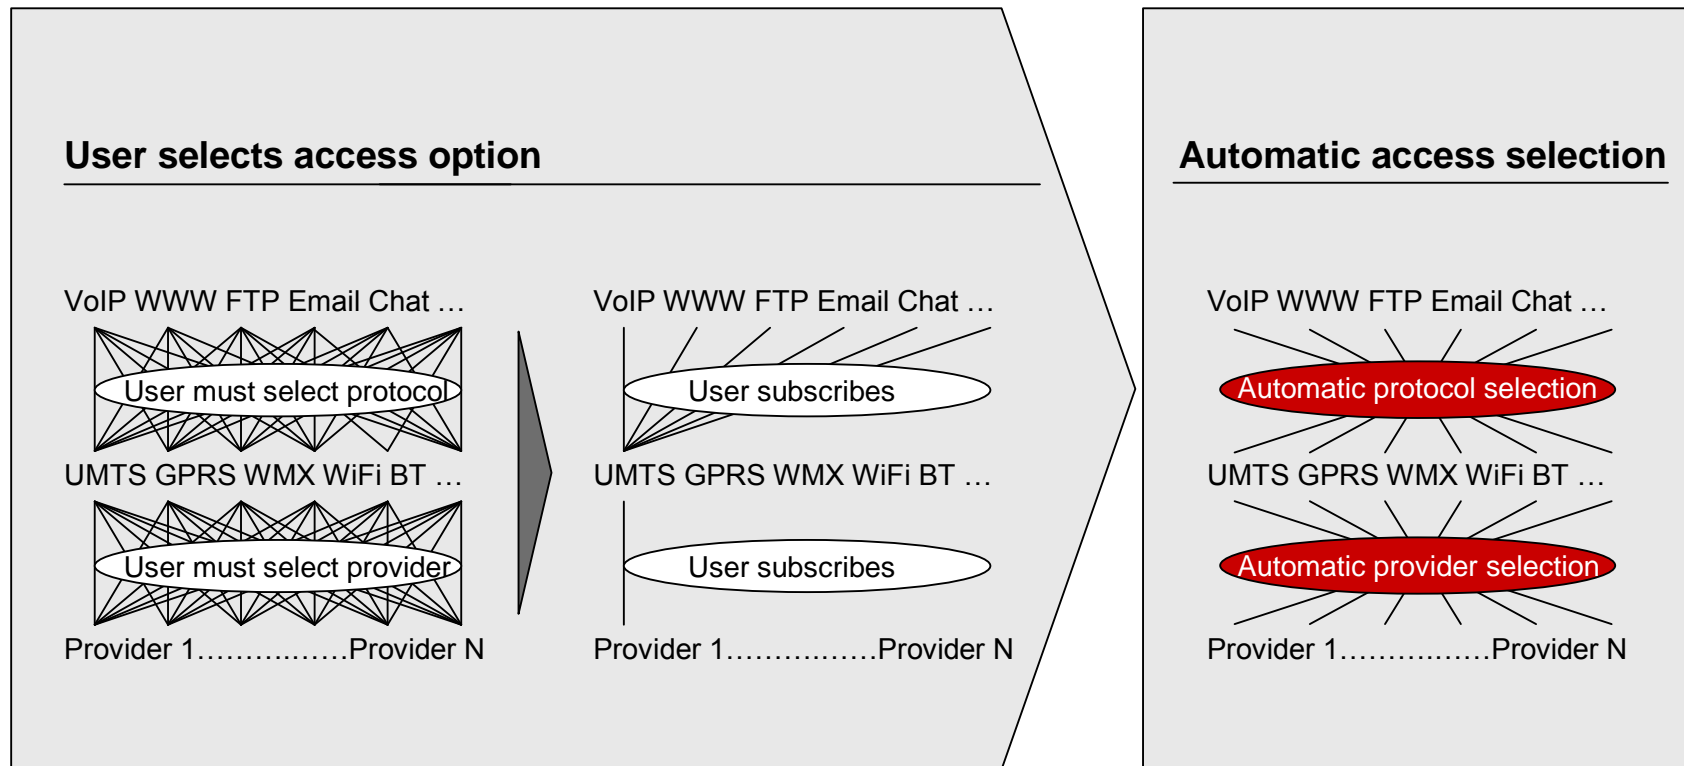 User selects access option
VoIP WWW FTP Email Chat …
User must select protocol
UMTS GPRS WMX WiFi BT …
User must select provider
Provider 1……….……Provider N
VoIP WWW FTP Email Chat …
User subscribes
UMTS GPRS WMX WiFi BT …
User subscribes
Provider 1……….……Provider N
Automatic access selection
VoIP WWW FTP Email Chat …
Automatic protocol selection
UMTS GPRS WMX WiFi BT …
Automatic provider selection
Provider 1……….……Provider N